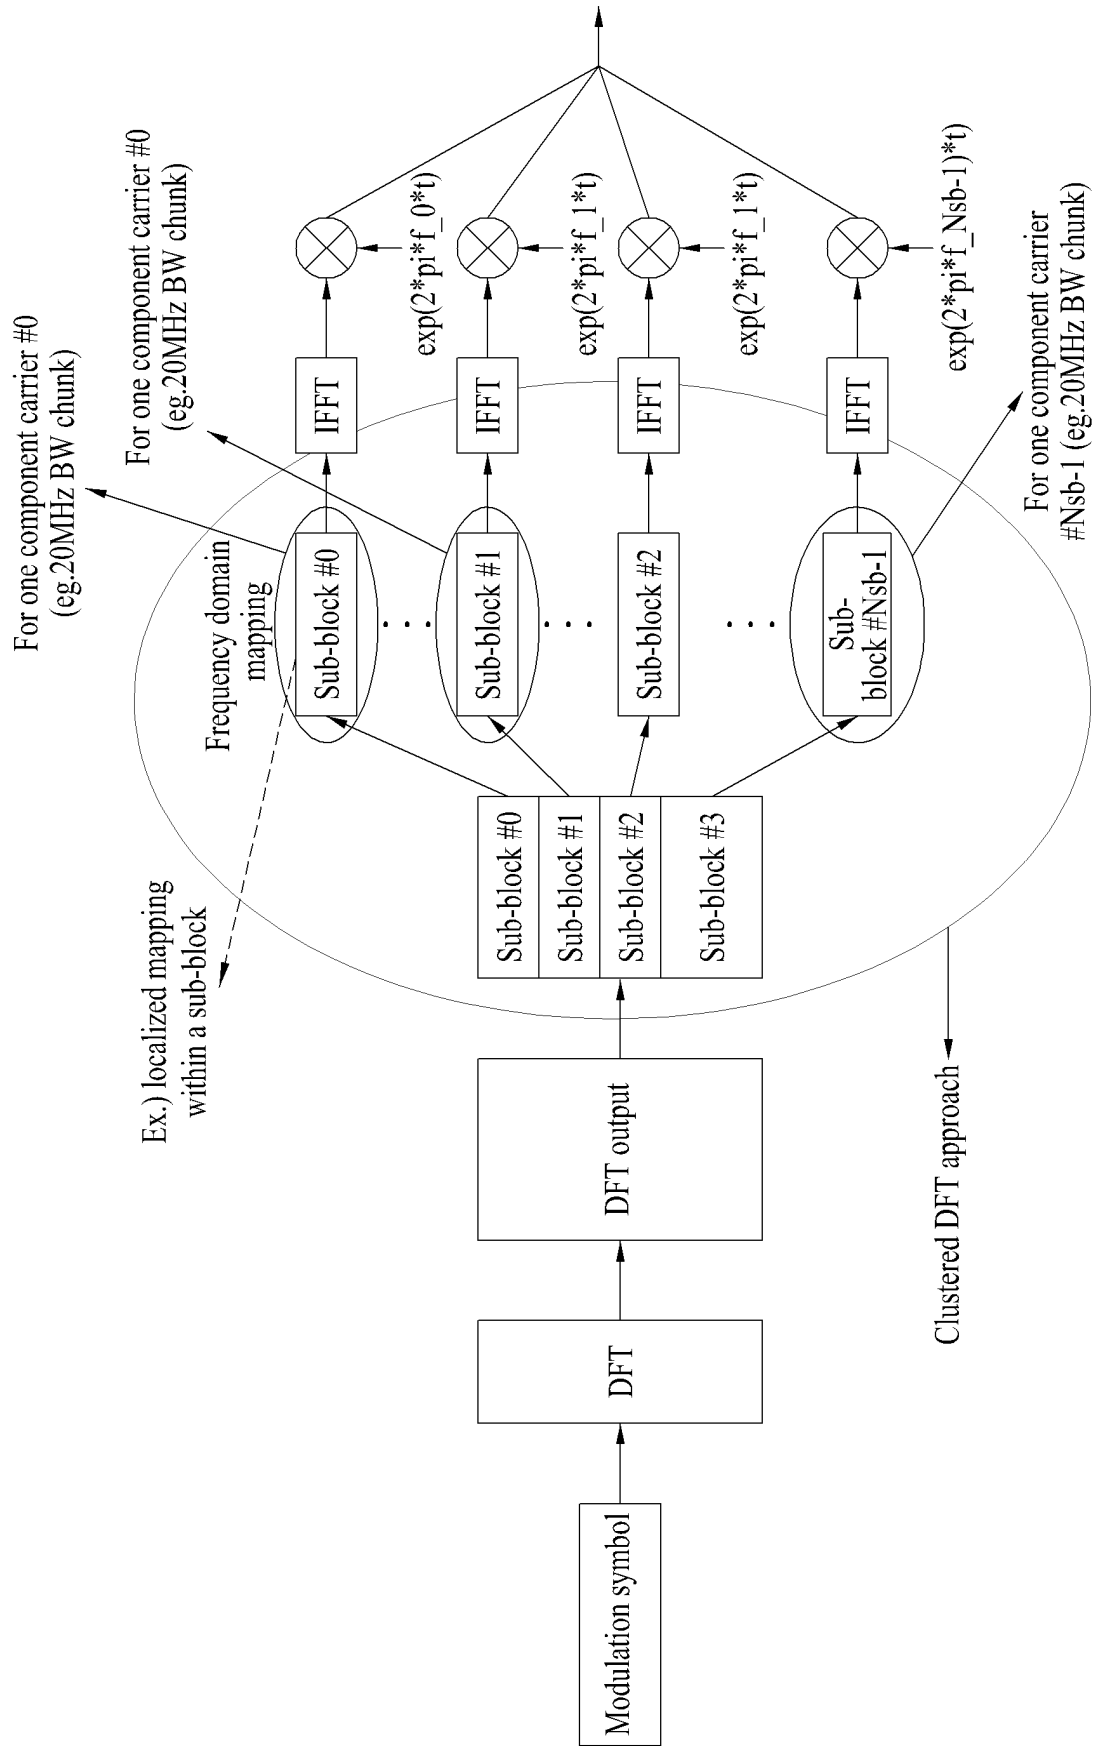 Modulation symbol
DFT
DFT output
Sub-block #0
Sub-block #1
Sub-block #2
Sub-block #3
Ex.) localized mapping
within a sub-block
Frequency domain
mapping
For one component carrier #0
(eg.20MHz BW chunk)
For one component carrier #0
(eg.20MHz BW chunk)
Sub-block #0
IFFT
exp(2*pi*f_0*t)
Sub-block #1
IFFT
exp(2*pi*f_1*t)
Sub-block #2
IFFT
exp(2*pi*f_1*t)
Sub-
block #Nsb-1
IFFT
exp(2*pi*f_Nsb-1)*t)
For one component carrier
#Nsb-1 (eg.20MHz BW chunk)
Clustered DFT approach